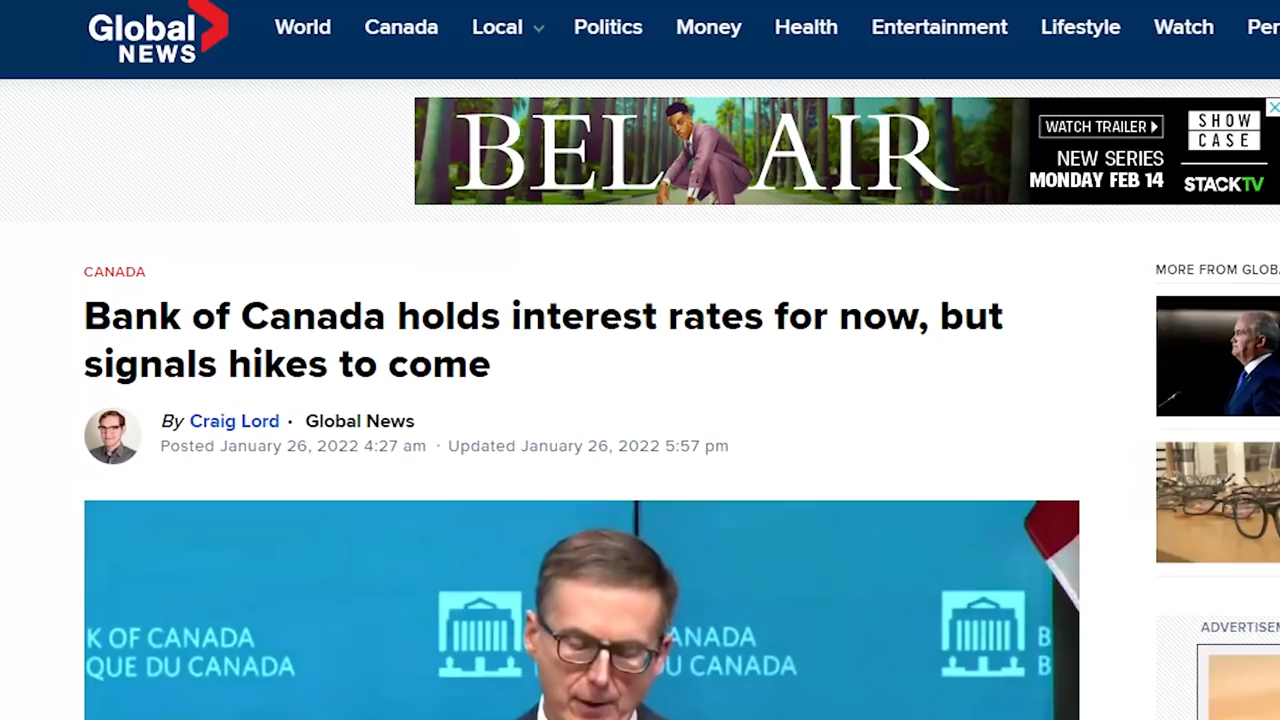 Global
NEWS
World Canada Local Politics Money Health Entertainment Lifestyle Watch
BEL AIR
WATCH TRAILER
NEW SERIES
MONDAY FEB 14
SHOW
CASE
STACKTV
CANADA
Bank of Canada holds interest rates for now, but
signals hikes to come
By Craig Lord · Global News
Posted January 26, 2022 4:27 am · Updated January 26, 2022 5:57 pm
MORE FROM
K OF CANADA
QUE DU CANADA
ANADA
U CANADA
B
B